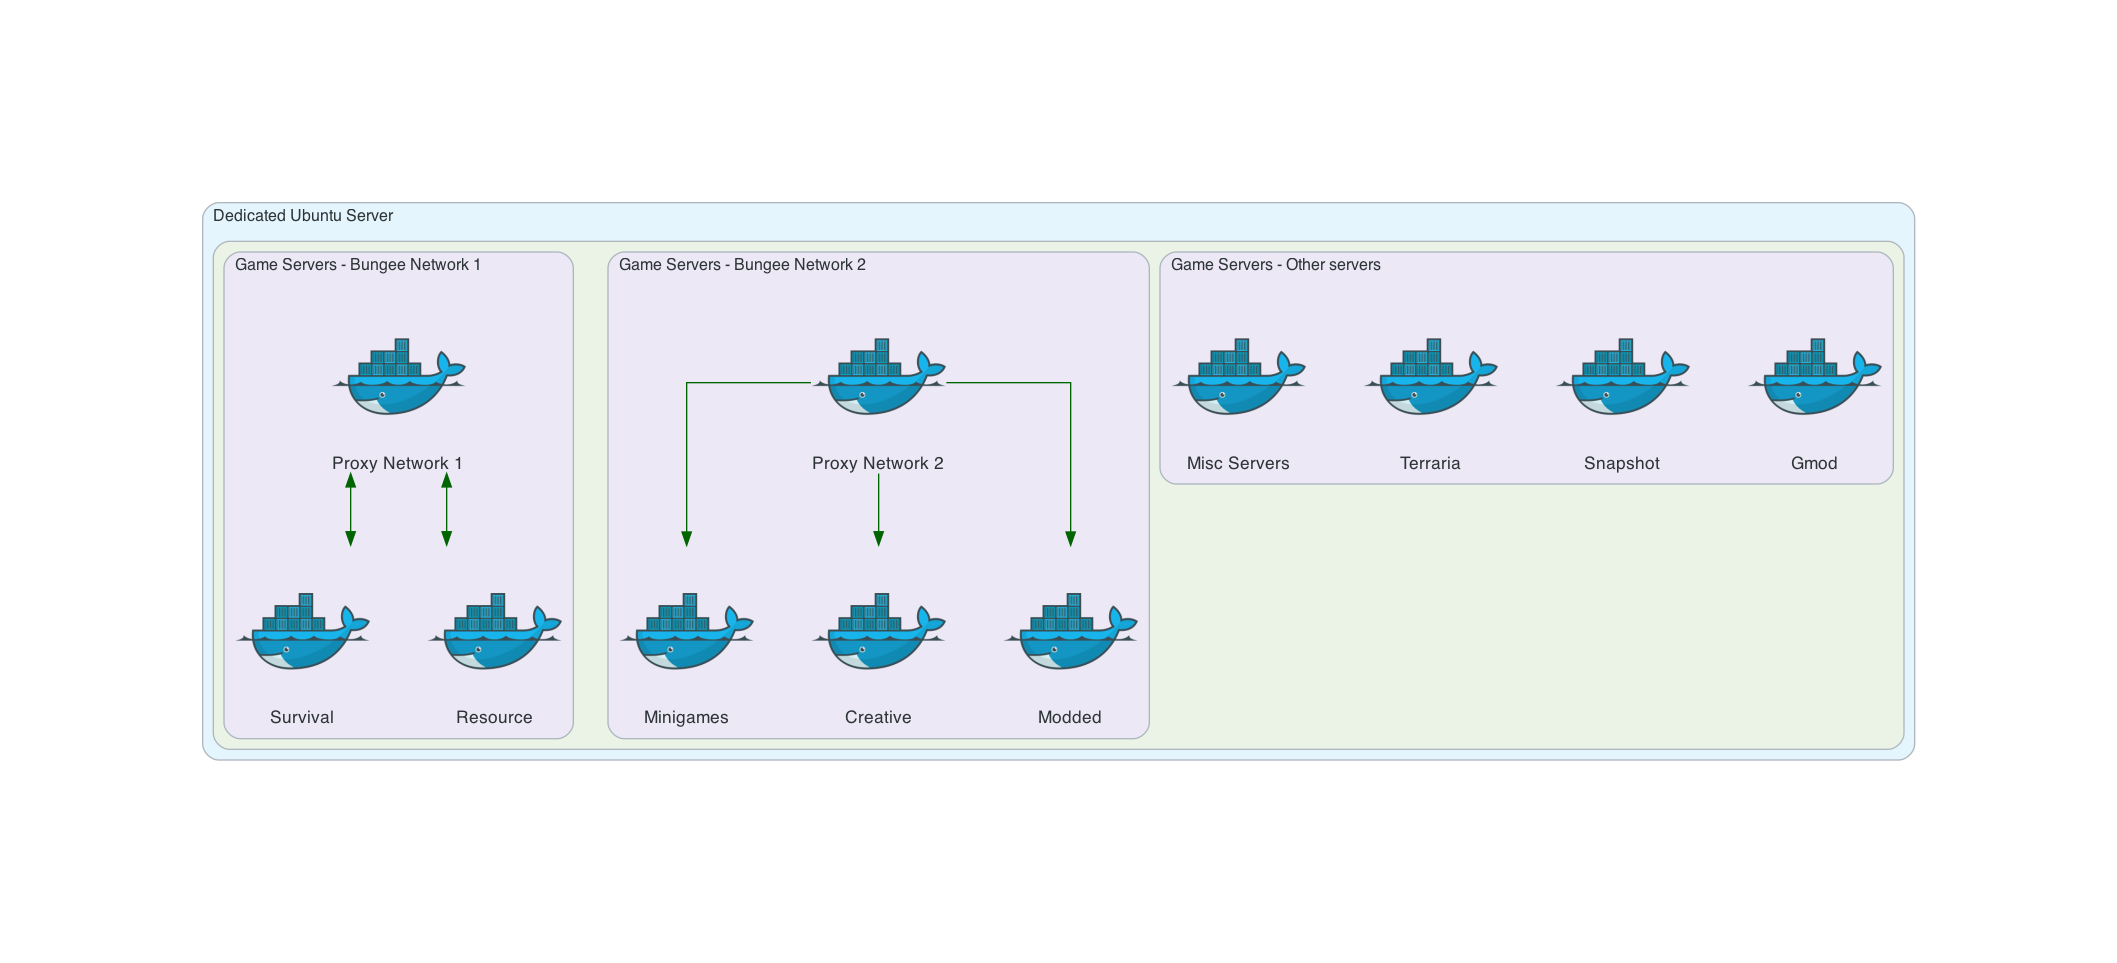 Dedicated Ubuntu Server
Game Servers - Bungee Network 1
Game Servers - Bungee Network 2
Game Servers - Other servers
Proxy Network 1
Proxy Network 2
Misc Servers
Terraria
Snapshot
Gmod
Survival
Resource
Minigames
Creative
Modded